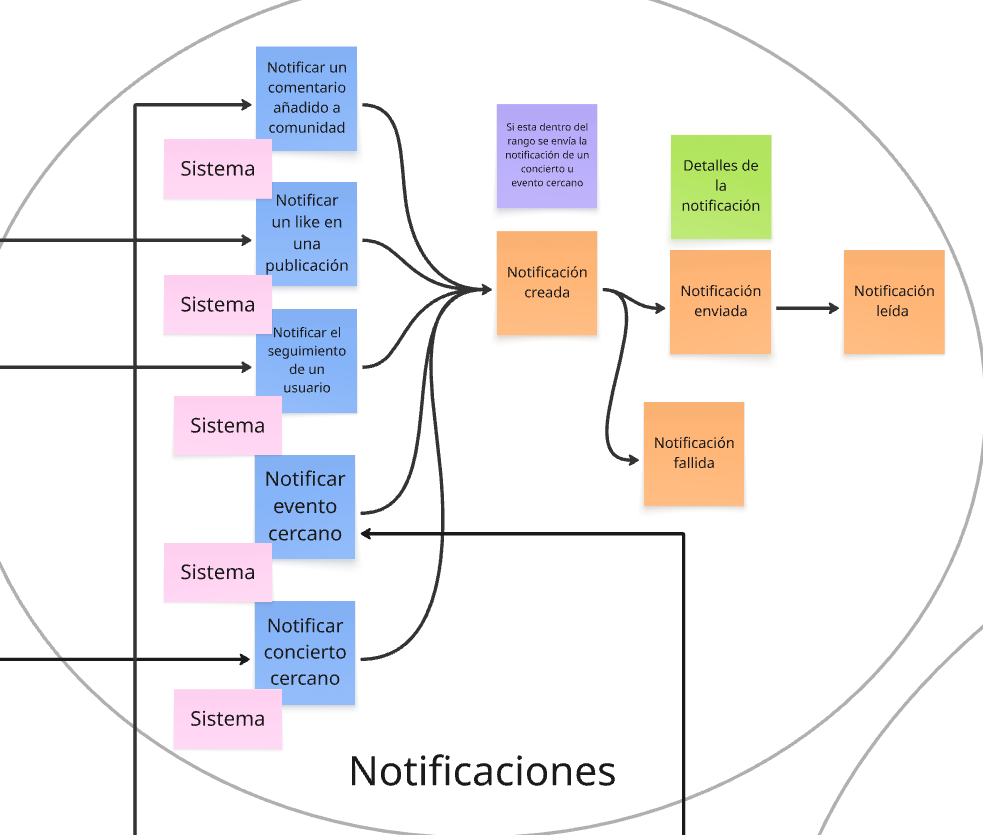 Notificar un
comentario
añadido a
comunidad
Sistema
Notificar
un like en
una
publicación
Sistema
Notificar el
seguimiento
de un
usuario
Sistema
Notificar
evento
cercano
Sistema
Notificar
concierto
cercano
Sistema
Si esta dentro del
rango se envía la
notificación de un
concierto u
evento cercano
Notificación
creada
Detalles de
la
notificación
Notificación
enviada
Notificación
leída
Notificación
fallida
Notificaciones